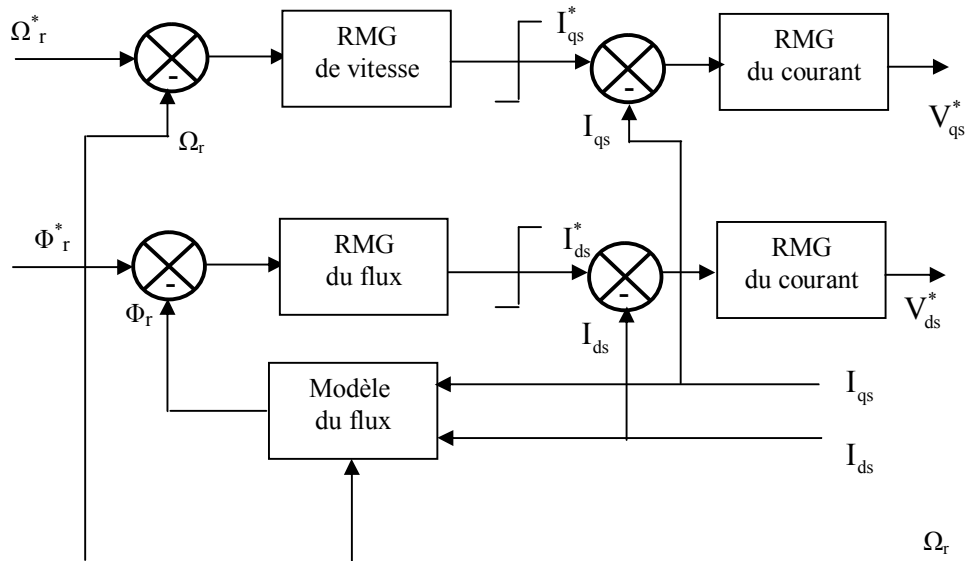 Ω*r
RMG
de vitesse
I*qs
RMG
du courant
V*qs
-
Ωr
Iqs
Φ*r
RMG
du flux
I*ds
RMG
du courant
V*ds
-
-
-
Φr
Ids
Modèle
du flux
Iqs
Ids
Ωr